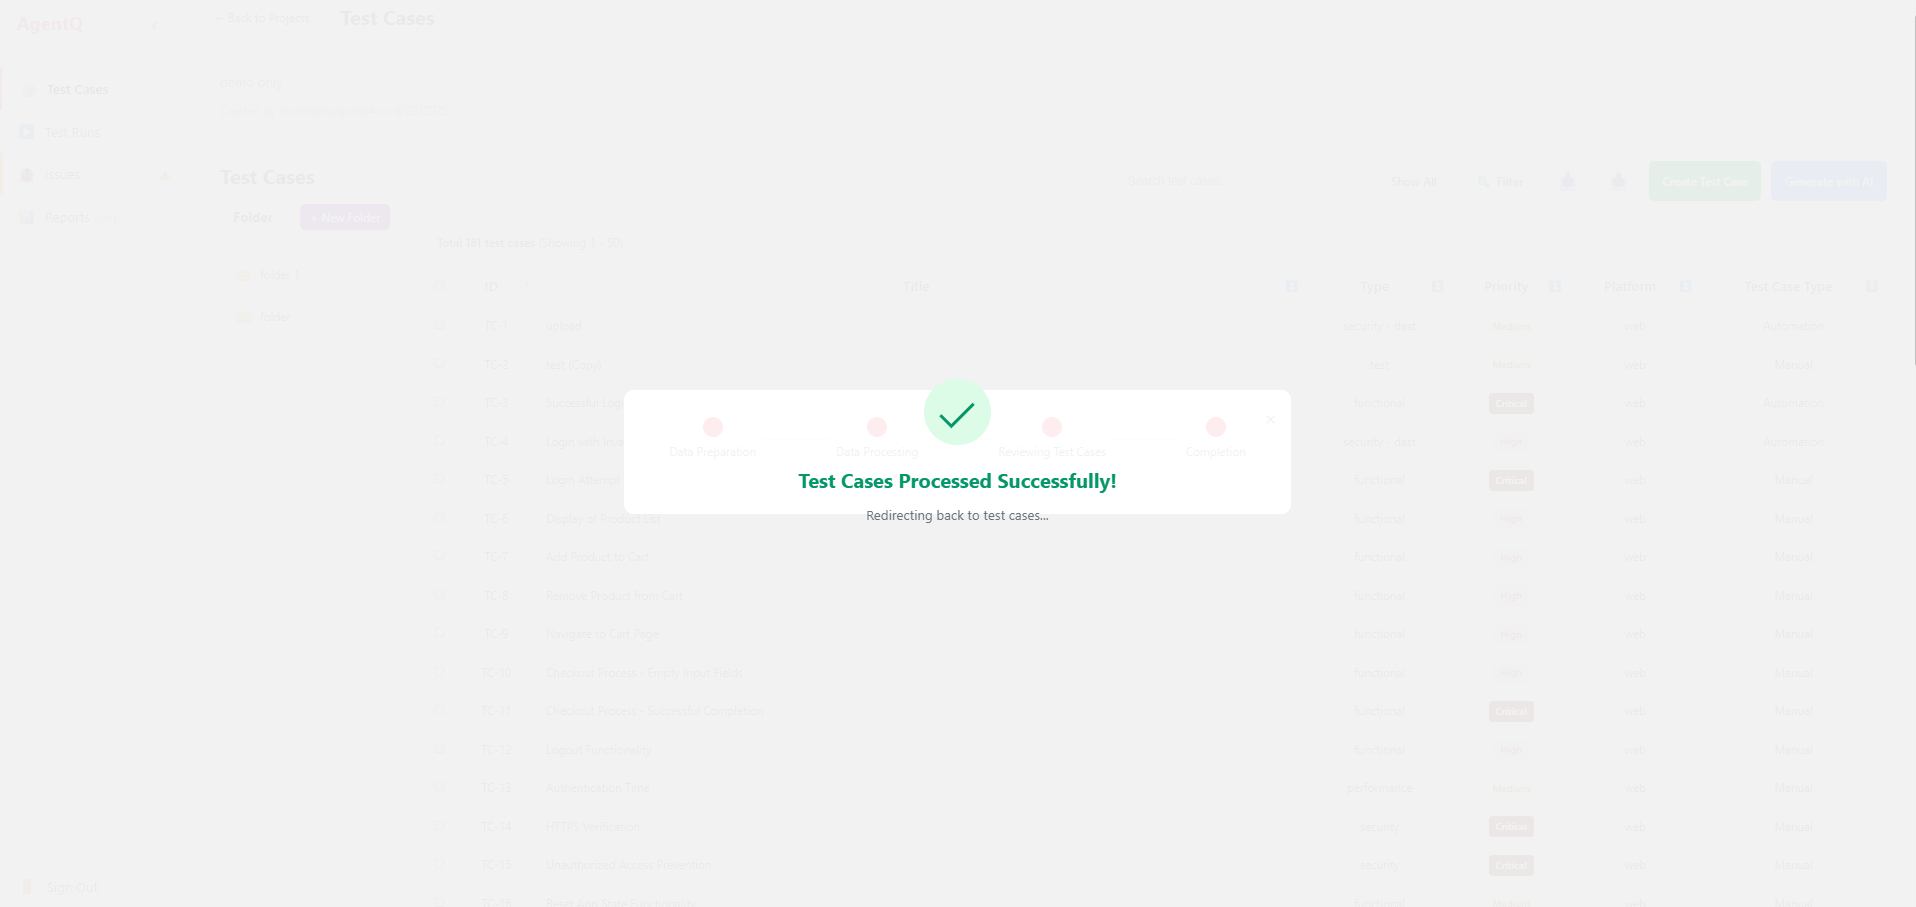 AgentQ
← Back to Projects
Test Cases
Test Cases
Test Runs
Issues
Reports
Sign Out
demo only
Test Cases
Search test cases...
Show All
Filter
Create Test Case
Generate with AI
Folder
+ New Folder
folder 1
folder
Total 181 test cases (Showing 1 - 50)
ID Title Type Priority Platform Test Case Type
TC-1 upload security - dast Medium web Automation
TC-2 test (Copy) test Medium web Manual
TC-3 Successful Logi functional Critical web Automation
TC-4 Login with Inva security - dast High web Automation
TC-5 Login Attempt functional Critical web Manual
TC-6 Display of Product List functional High web Manual
TC-7 Add Product to Cart functional High web Manual
TC-8 Remove Product from Cart functional High web Manual
TC-9 Navigate to Cart Page functional High web Manual
TC-10 Checkout Process - Empty Input Fields functional High web Manual
TC-11 Checkout Process - Successful Completion functional Critical web Manual
TC-12 Logout Functionality functional High web Manual
TC-13 Authentication Time performance Medium web Manual
TC-14 HTTPS Verification security Critical web Manual
TC-15 Unauthorized Access Prevention security Critical web Manual
TC-16 Reset App State Functionality functional Medium web Manual
Data Preparation
Data Processing
Reviewing Test Cases
Completion
×
Test Cases Processed Successfully!
Redirecting back to test cases...